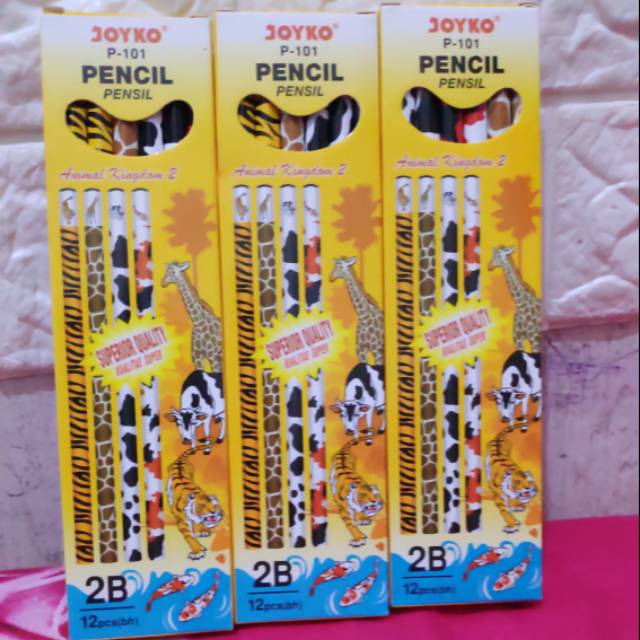 JOYKO®
P-101
PENCIL
PENSIL
Animal Kingdom 2
SUPERIOR QUALITY
KUALITAS SUPER
2B
12pcs(bh)
JOYKO®
P-101
PENCIL
PENSIL
Animal Kingdom 2
SUPERIOR QUALITY
KUALITAS SUPER
2B
12pcs(bh)
JOYKO®
P-101
PENCIL
PENSIL
Animal Kingdom 2
SUPERIOR QUALITY
KUALITAS SUPER
2B
12pcs(bh)